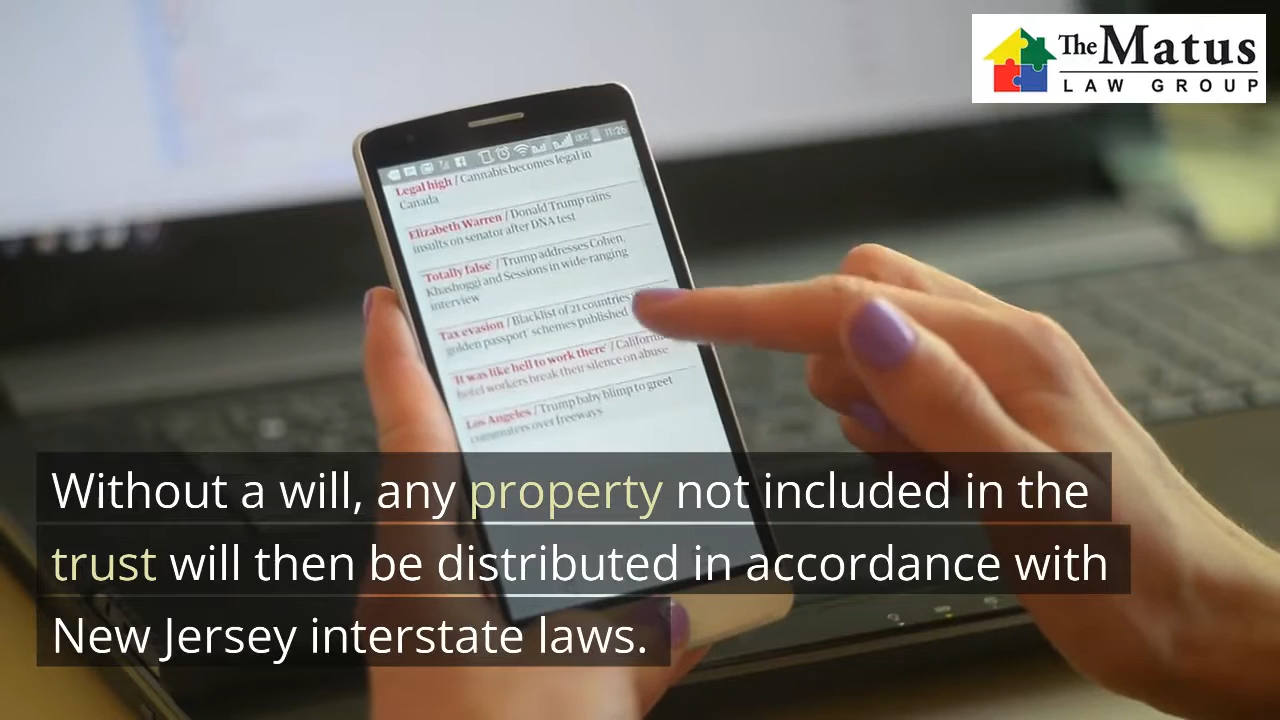 The Matus
LAW GROUP
11:26
Legal high / Cannabis becomes legal in
Canada
Elizabeth Warren / Donald Trump rains
insults on senator after DNA test
'Totally false' / Trump addresses Cohen,
Khashoggi and Sessions in wide-ranging
interview
Tax evasion / Blacklist of 21 countries
golden passport' schemes published
'It was like hell to work there' / California
hotel workers break their silence on abuse
Los Angeles / Trump baby blimp to greet
commuters over freeways
Without a will, any property not included in the
trust will then be distributed in accordance with
New Jersey interstate laws.